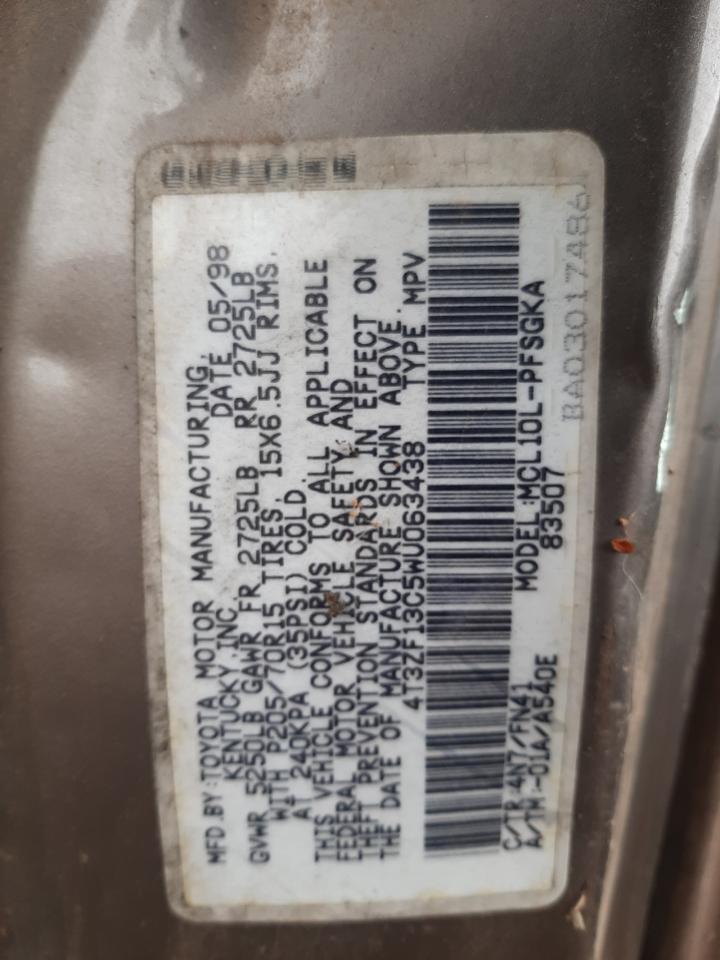 MFD.BY:TOYOTA MOTOR MANUFACTURING,
KENTUCKY,INC. DATE 05/98
GVWR 5250LB GAWR FR 2725LB RR 2725LB
WITH P205/70R15 TIRES, 15X6.5JJ RIMS,
AT 240KPA (35PSI) COLD.
THIS VEHICLE CONFORMS TO ALL APPLICABLE
FEDERAL MOTOR VEHICLE SAFETY AND
THEFT PREVENTION STANDARDS IN EFFECT ON
THE DATE OF MANUFACTURE SHOWN ABOVE.
4T3ZF13C5WU063438 TYPE MPV
C/TR:4N7/FN41 MODEL:MCL10L-PFSGKA
A/TM:-01A/A540E 83507